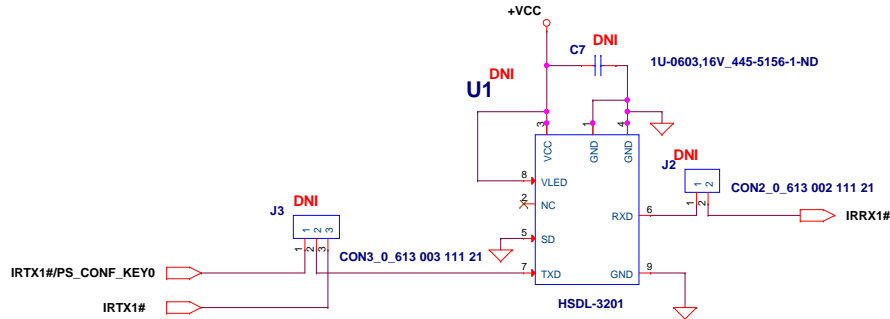 +VCC
C7
DNI
1U-0603,16V_445-5156-1-ND
DNI
U1
3
1
4
VCC
GND
GND
8
VLED
2
NC
RXD
6
5
SD
7
TXD
GND
9
HSDL-3201
J2
DNI
1 2
1
2
CON2_0_613 002 111 21
IRRX1#
DNI
J3
1 2 3
1
2
3
CON3_0_613 003 111 21
IRTX1#/PS_CONF_KEY0
IRTX1#